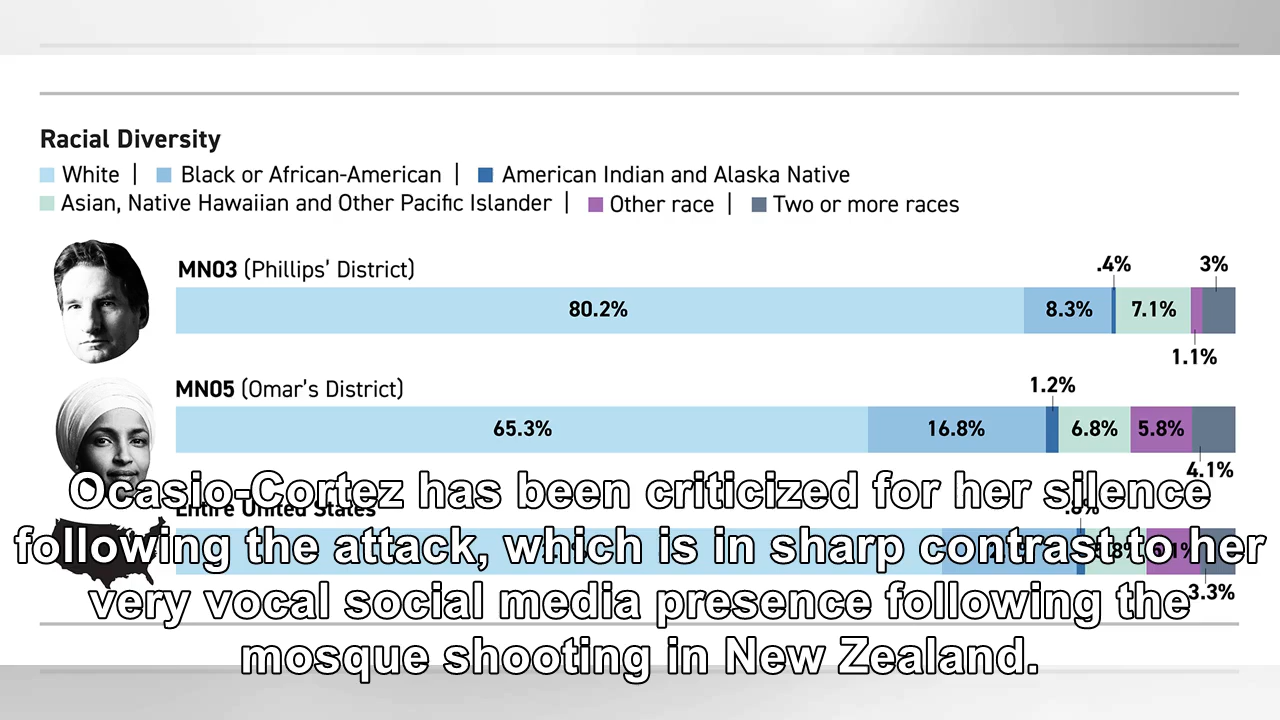 Racial Diversity
White | Black or African-American | American Indian and Alaska Native
Asian, Native Hawaiian and Other Pacific Islander | Other race | Two or more races
MN03 (Phillips' District)
.4% 3%
80.2% 8.3% 7.1%
1.1%
MN05 (Omar's District)
1.2%
65.3% 16.8% 6.8% 5.8%
4.1%
Entire United States
3.3%
Ocasio-Cortez has been criticized for her silence
following the attack, which is in sharp contrast to her
very vocal social media presence following the
mosque shooting in New Zealand.